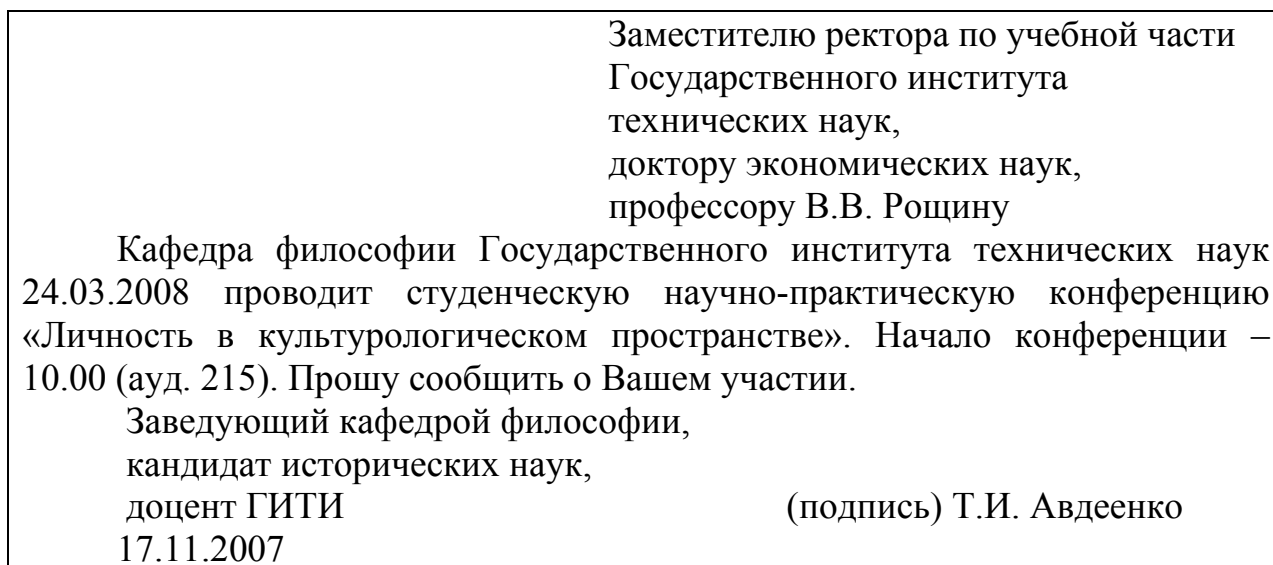 Заместителю ректора по учебной части
Государственного института
технических наук,
доктору экономических наук,
профессору В.В. Рощину
Кафедра философии Государственного института технических наук
24.03.2008 проводит студенческую научно-практическую конференцию
«Личность в культурологическом пространстве». Начало конференции –
10.00 (ауд. 215). Прошу сообщить о Вашем участии.
Заведующий кафедрой философии,
кандидат исторических наук,
доцент ГИТИ (подпись) Т.И. Авдеенко
17.11.2007